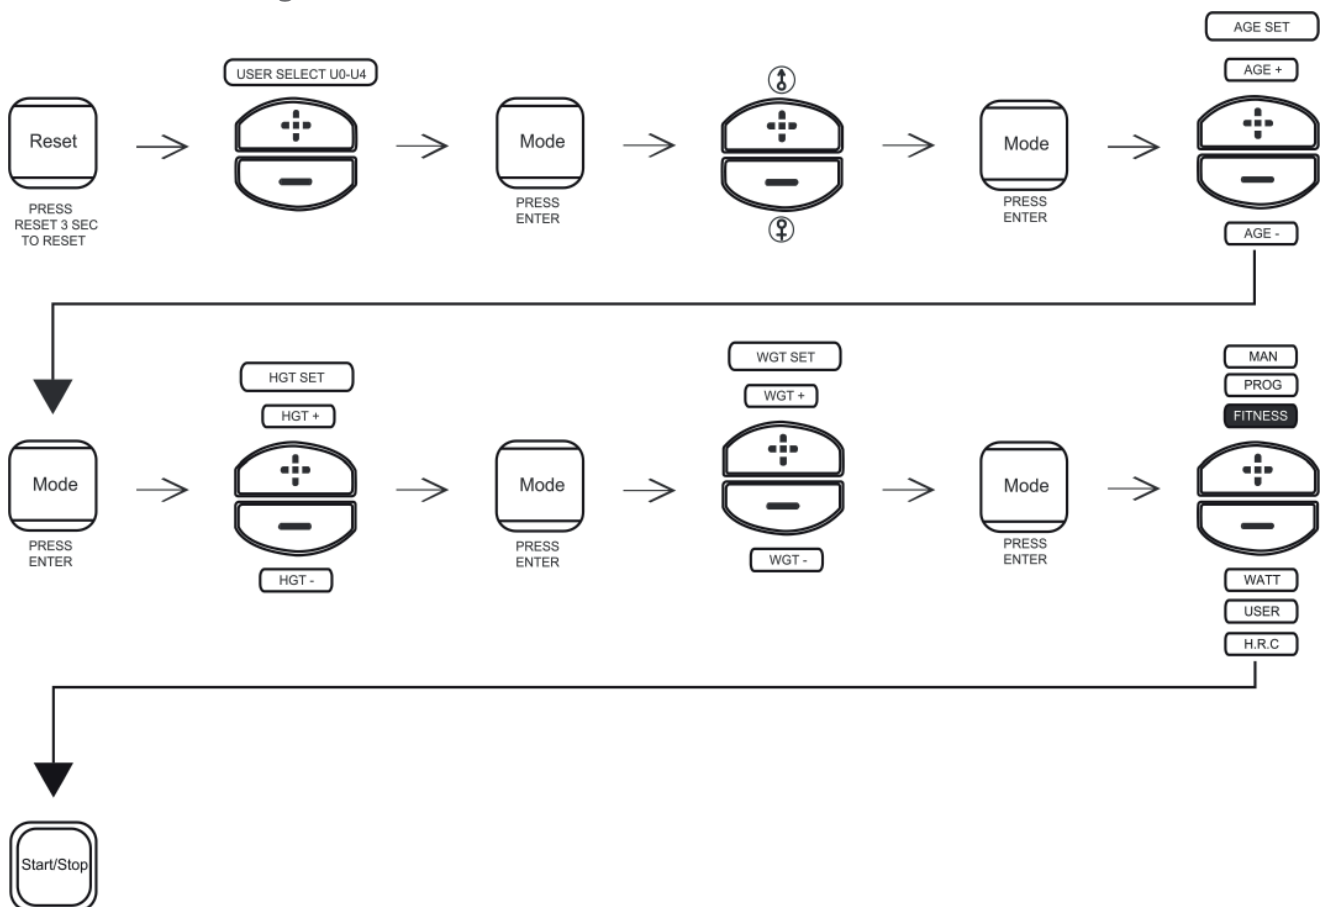 AGE SET
USER SELECT U0-U4
AGE +
Reset
Mode
Mode
PRESS
RESET 3 SEC
TO RESET
PRESS
ENTER
PRESS
ENTER
AGE -
HGT SET
HGT +
WGT SET
WGT +
MAN
PROG
FITNESS
Mode
Mode
Mode
PRESS
ENTER
PRESS
ENTER
PRESS
ENTER
HGT -
WGT -
WATT
USER
H.R.C
Start/Stop